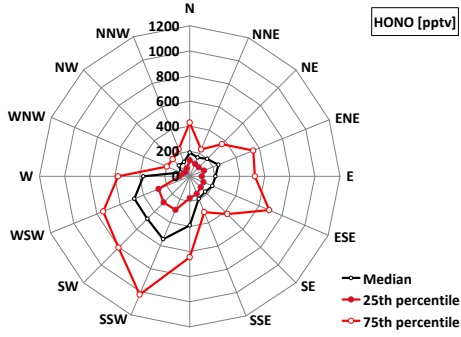 HONO [pptv]
N
NNE
NE
ENE
E
ESE
SE
SSE
SSW
SW
WSW
W
WNW
NW
NNW
1200
1000
800
600
400
200
0
Median
25th percentile
75th percentile